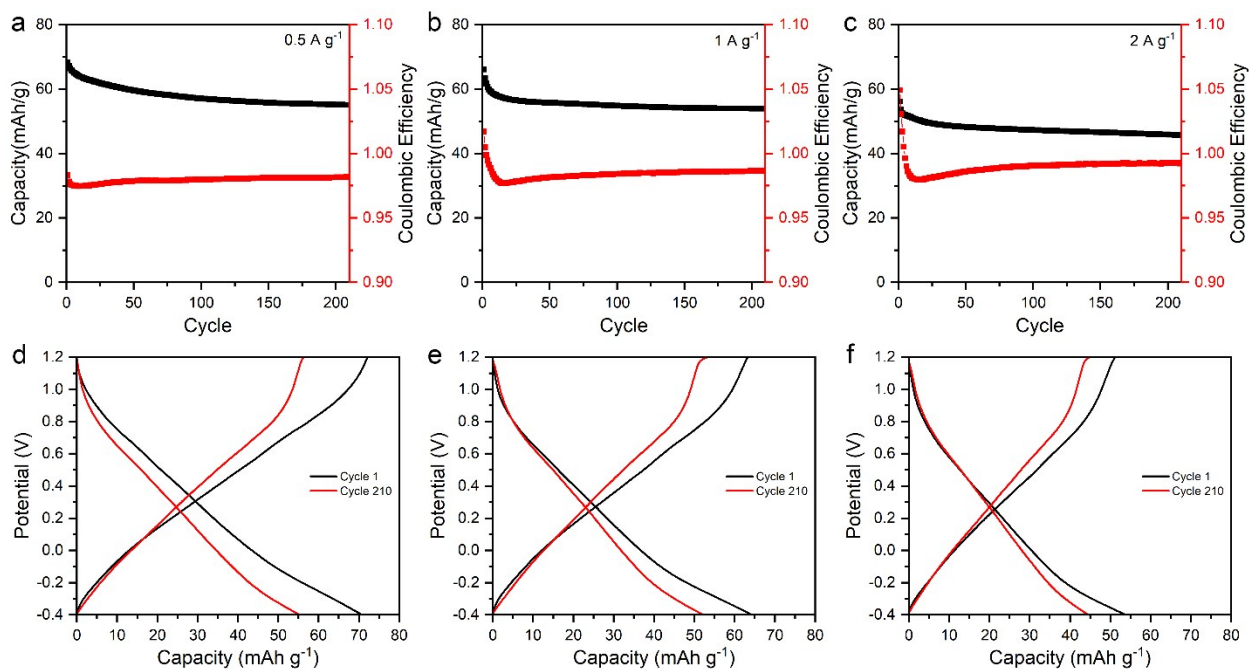 a
0.5 A g⁻¹
Capacity(mAh/g)
80
60
40
20
0
1.10
1.05
1.00
0.95
0.90
Coulombic Efficiency
0 50 100 150 200
Cycle
b
1 A g⁻¹
Capacity(mAh/g)
80
60
40
20
0
1.10
1.05
1.00
0.95
0.90
Coulombic Efficiency
0 50 100 150 200
Cycle
c
2 A g⁻¹
Capacity(mAh/g)
80
60
40
20
0
1.10
1.05
1.00
0.95
0.90
Coulombic Efficiency
0 50 100 150 200
Cycle
d
Potential (V)
1.2
1.0
0.8
0.6
0.4
0.2
0.0
-0.2
-0.4
Cycle 1
Cycle 210
0 10 20 30 40 50 60 70 80
Capacity (mAh g⁻¹)
e
Potential (V)
1.2
1.0
0.8
0.6
0.4
0.2
0.0
-0.2
-0.4
Cycle 1
Cycle 210
0 10 20 30 40 50 60 70 80
Capacity (mAh g⁻¹)
f
Potential (V)
1.2
1.0
0.8
0.6
0.4
0.2
0.0
-0.2
-0.4
Cycle 1
Cycle 210
0 10 20 30 40 50 60 70 80
Capacity (mAh g⁻¹)